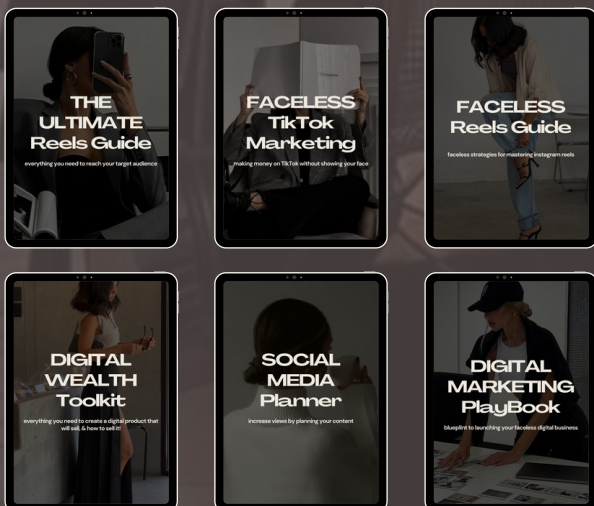 THE
ULTIMATE
Reels Guide
everything you need to reach your target audience
FACELESS
TikTok
Marketing
making money on TikTok without showing your face
FACELESS
Reels Guide
faceless strategies for mastering instagram reels
DIGITAL
WEALTH
Toolkit
everything you need to create a digital product that
will sell, & how to sell it!
SOCIAL
MEDIA
Planner
increase views by planning your content
DIGITAL
MARKETING
PlayBook
blueplint to launching your faceless digital business